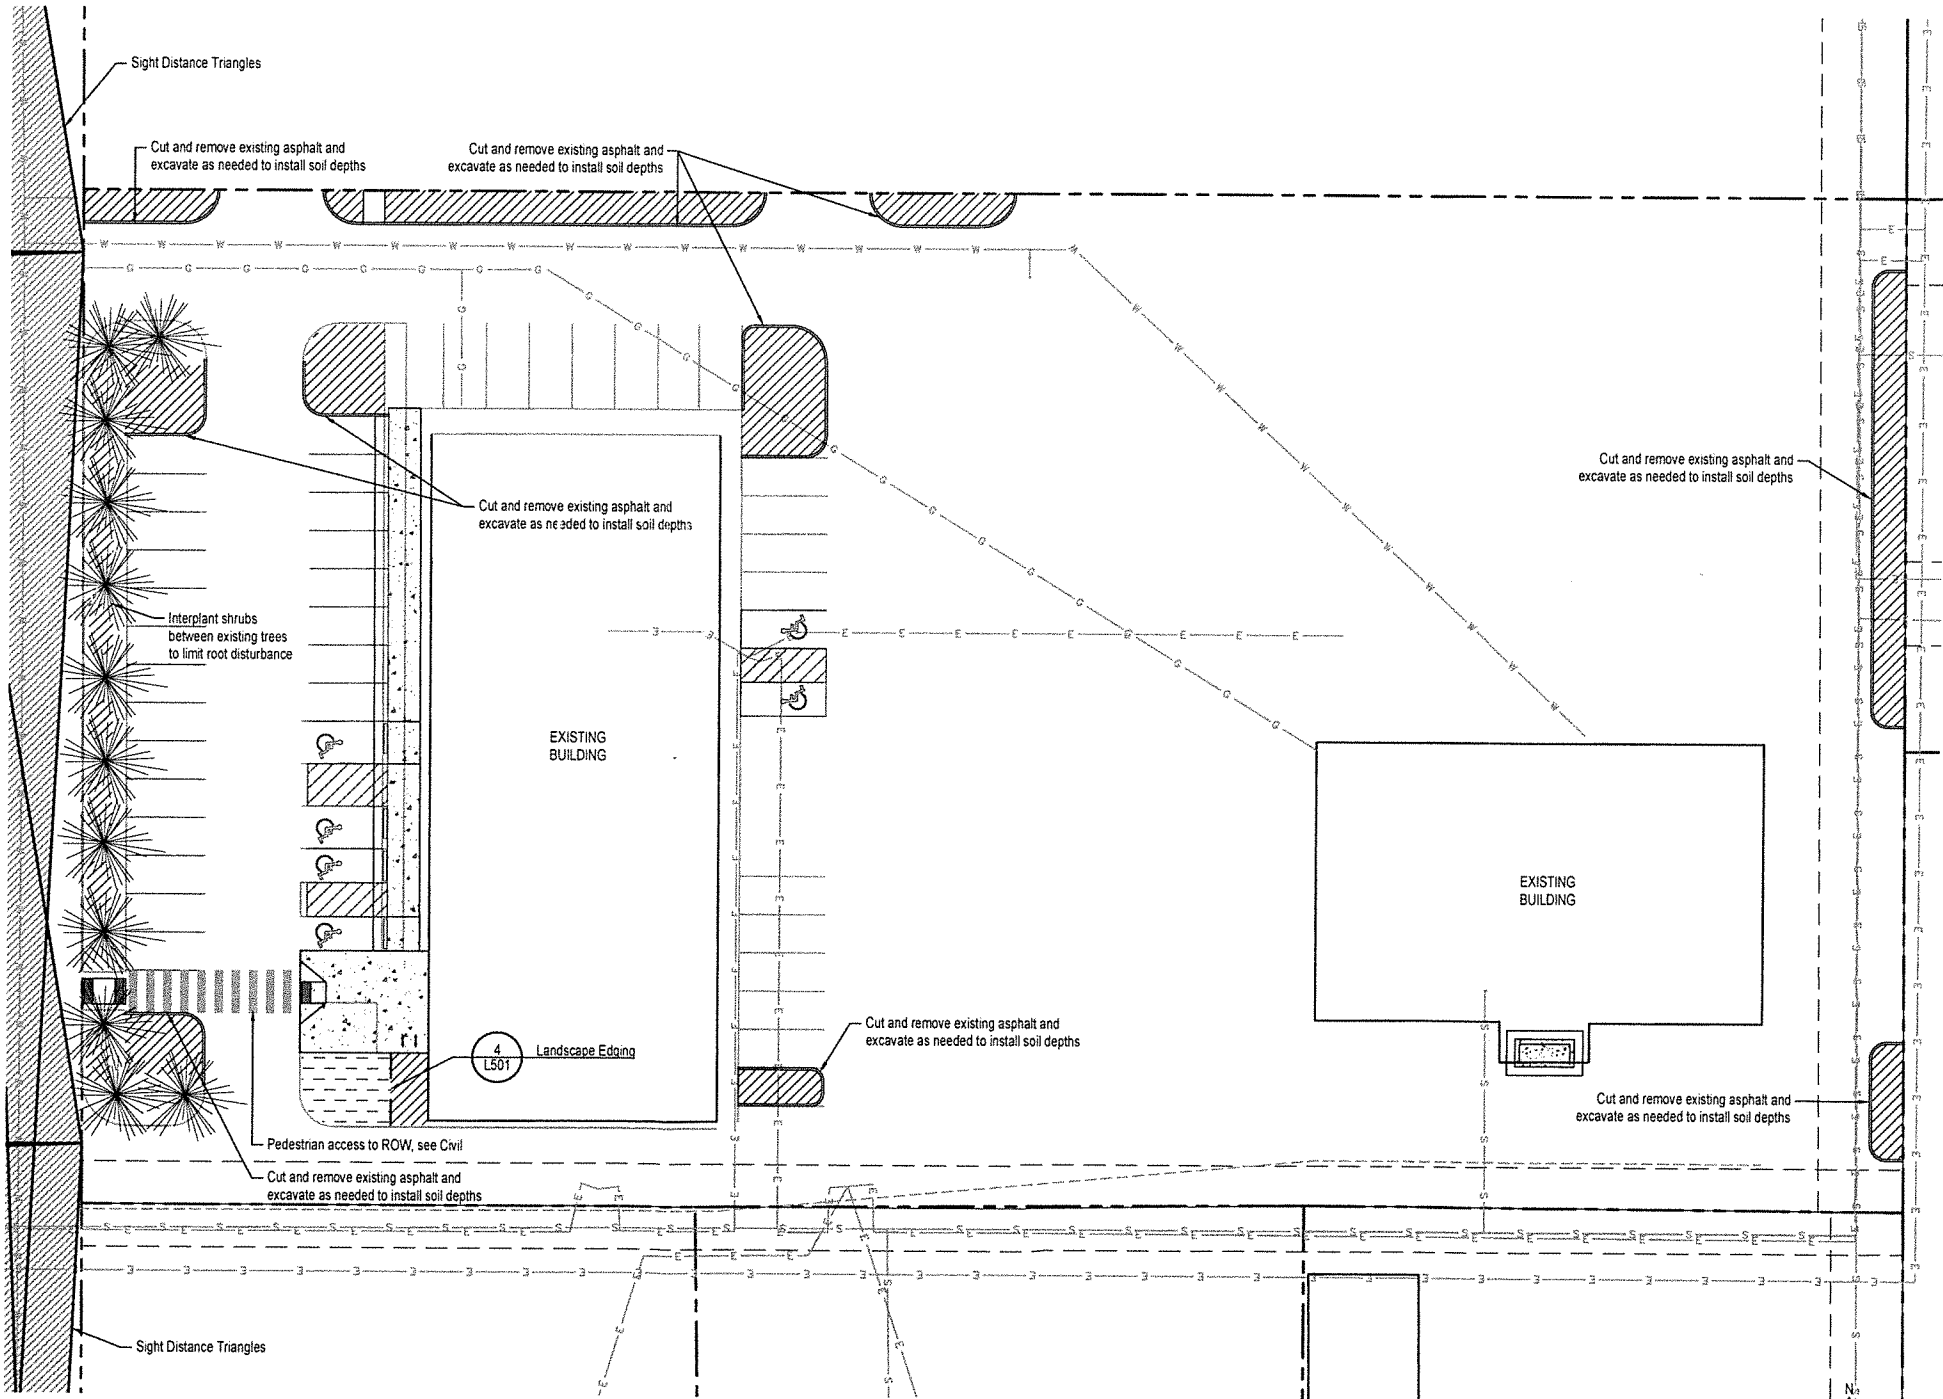 Sight Distance Triangles
Cut and remove existing asphalt and
excavate as needed to install soil depths
Cut and remove existing asphalt and
excavate as needed to install soil depths
Cut and remove existing asphalt and
excavate as needed to install soil depths
Cut and remove existing asphalt and
excavate as needed to install soil depths
Interplant shrubs
between existing trees
to limit root disturbance
EXISTING
BUILDING
EXISTING
BUILDING
Cut and remove existing asphalt and
excavate as needed to install soil depths
4
L501
Landscape Edging
Cut and remove existing asphalt and
excavate as needed to install soil depths
Pedestrian access to ROW, see Civil
Cut and remove existing asphalt and
excavate as needed to install soil depths
Sight Distance Triangles